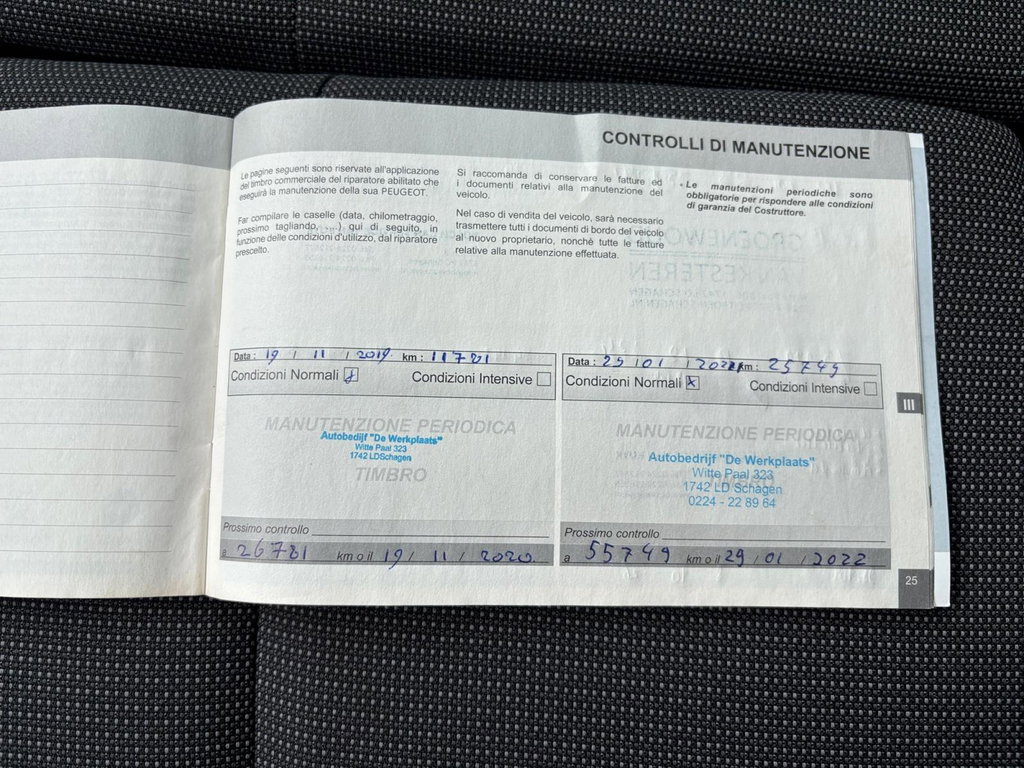 CONTROLLI DI MANUTENZIONE
Le pagine seguenti sono riservate all'applicazione
del timbro commerciale del riparatore abilitato che
eseguirà la manutenzione della sua PEUGEOT.
Far compilare le caselle (data, chilometraggio,
prossimo tagliando, ....) qui di seguito, in
funzione delle condizioni d'utilizzo, dal riparatore
prescelto.
Si raccomanda di conservare le fatture ed
i documenti relativi alla manutenzione del
veicolo.
Nel caso di vendita del veicolo, sarà necessario
trasmettere tutti i documenti di bordo del veicolo
al nuovo proprietario, nonchè tutte le fatture
relative alla manutenzione effettuata.
- Le manutenzioni periodiche sono
obbligatorie per rispondere alle condizioni
di garanzia del Costruttore.
Data : 19 / 11 / 2019 km : 11781
Condizioni Normali Condizioni Intensive
MANUTENZIONE PERIODICA
Autobedijf "De Werkplaats"
Witte Paal 323
1742 LDSchagen
TIMBRO
Prossimo controllo
a 26781 km o il 19 / 11 / 2020
Data : 29 / 01 / km : 25749
Condizioni Normali x Condizioni Intensive
MANUTENZIONE PERIODICA
Autobedijf "De Werkplaats"
Witte Paal 323
1742 LD Schagen
0224 - 22 89 64
Prossimo controllo
a 55749 km o il 29 / 01 / 2022
III
25